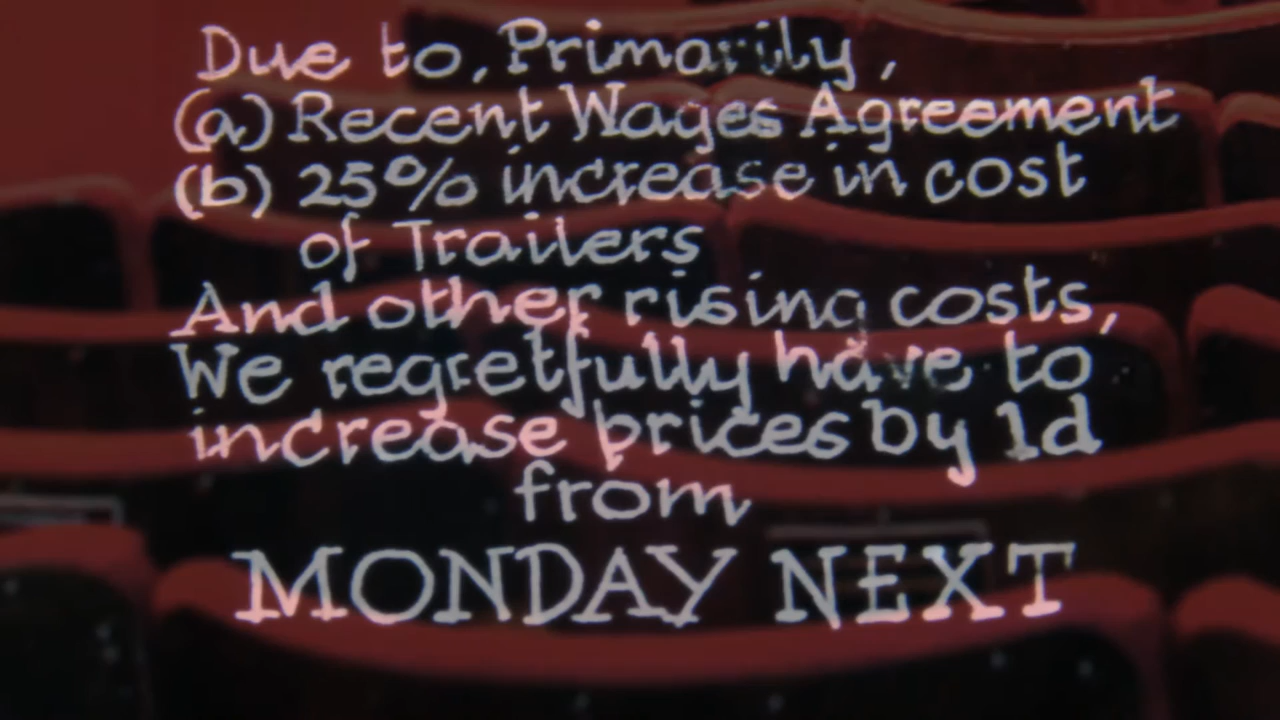 Due to, Primarily,
(a) Recent Wages Agreement
(b) 25% increase in cost
of Trailers
And other rising costs,
We regretfully have to
increase prices by 1d
from
MONDAY NEXT